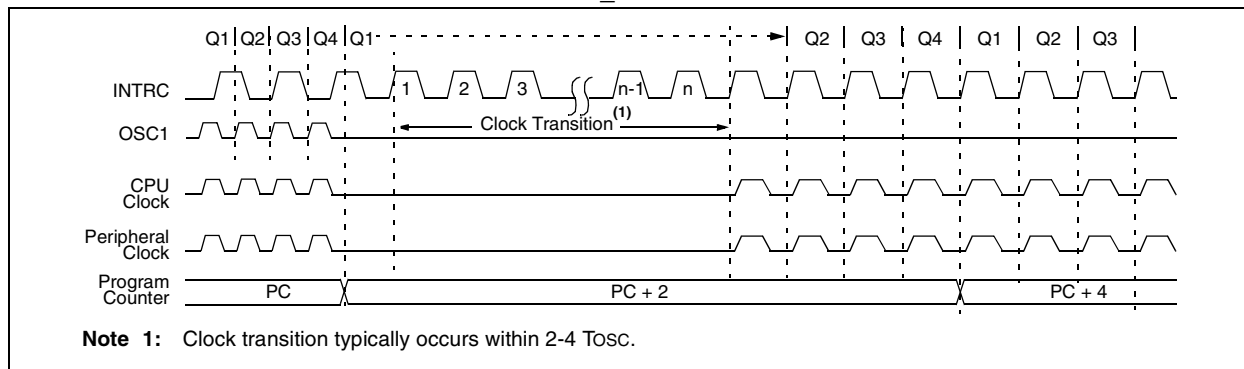 Q1 Q2 Q3 Q4 Q1 Q2 Q3 Q4 Q1 Q2 Q3
INTRC 1 2 3 n-1 n
Clock Transition(1)
OSC1
CPU
Clock
Peripheral
Clock
Program
Counter
PC PC + 2 PC + 4
Note 1: Clock transition typically occurs within 2-4 TOSC.